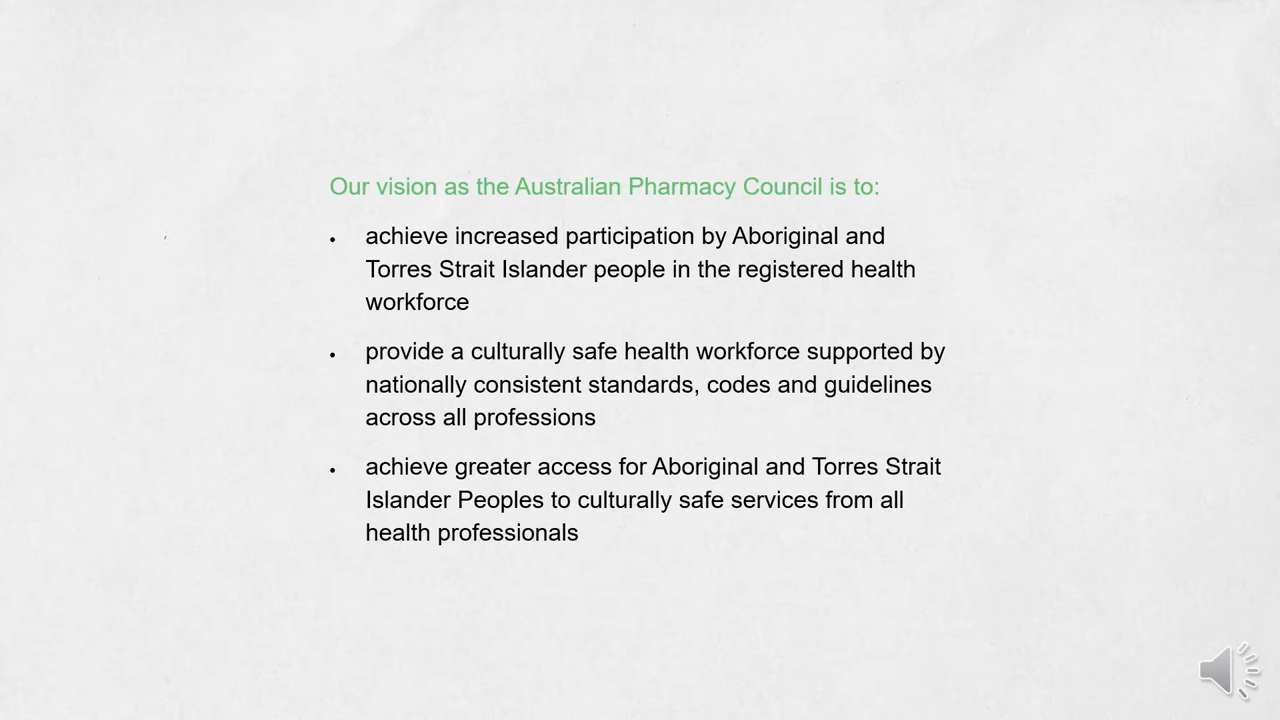 Our vision as the Australian Pharmacy Council is to:
• achieve increased participation by Aboriginal and
Torres Strait Islander people in the registered health
workforce
• provide a culturally safe health workforce supported by
nationally consistent standards, codes and guidelines
across all professions
• achieve greater access for Aboriginal and Torres Strait
Islander Peoples to culturally safe services from all
health professionals